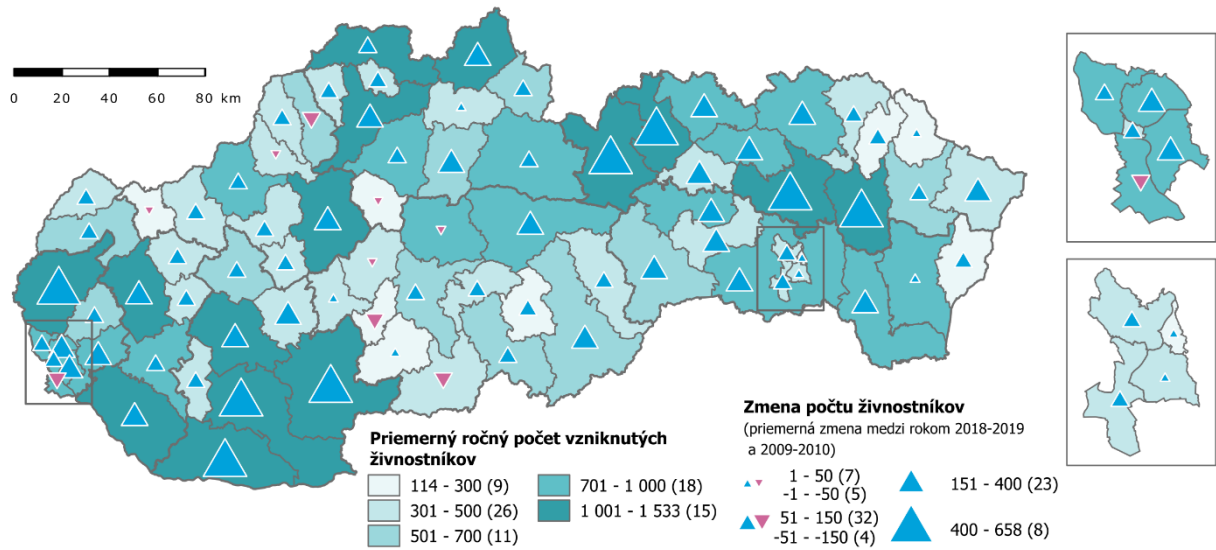 0 20 40 60 80 km
Priemerný ročný počet vzniknutých
živnostníkov
114 - 300 (9)
301 - 500 (26)
501 - 700 (11)
701 - 1 000 (18)
1 001 - 1 533 (15)
Zmena počtu živnostníkov
(priemerná zmena medzi rokom 2018-2019
a 2009-2010)
1 - 50 (7)
-1 - -50 (5)
51 - 150 (32)
-51 - -150 (4)
151 - 400 (23)
400 - 658 (8)